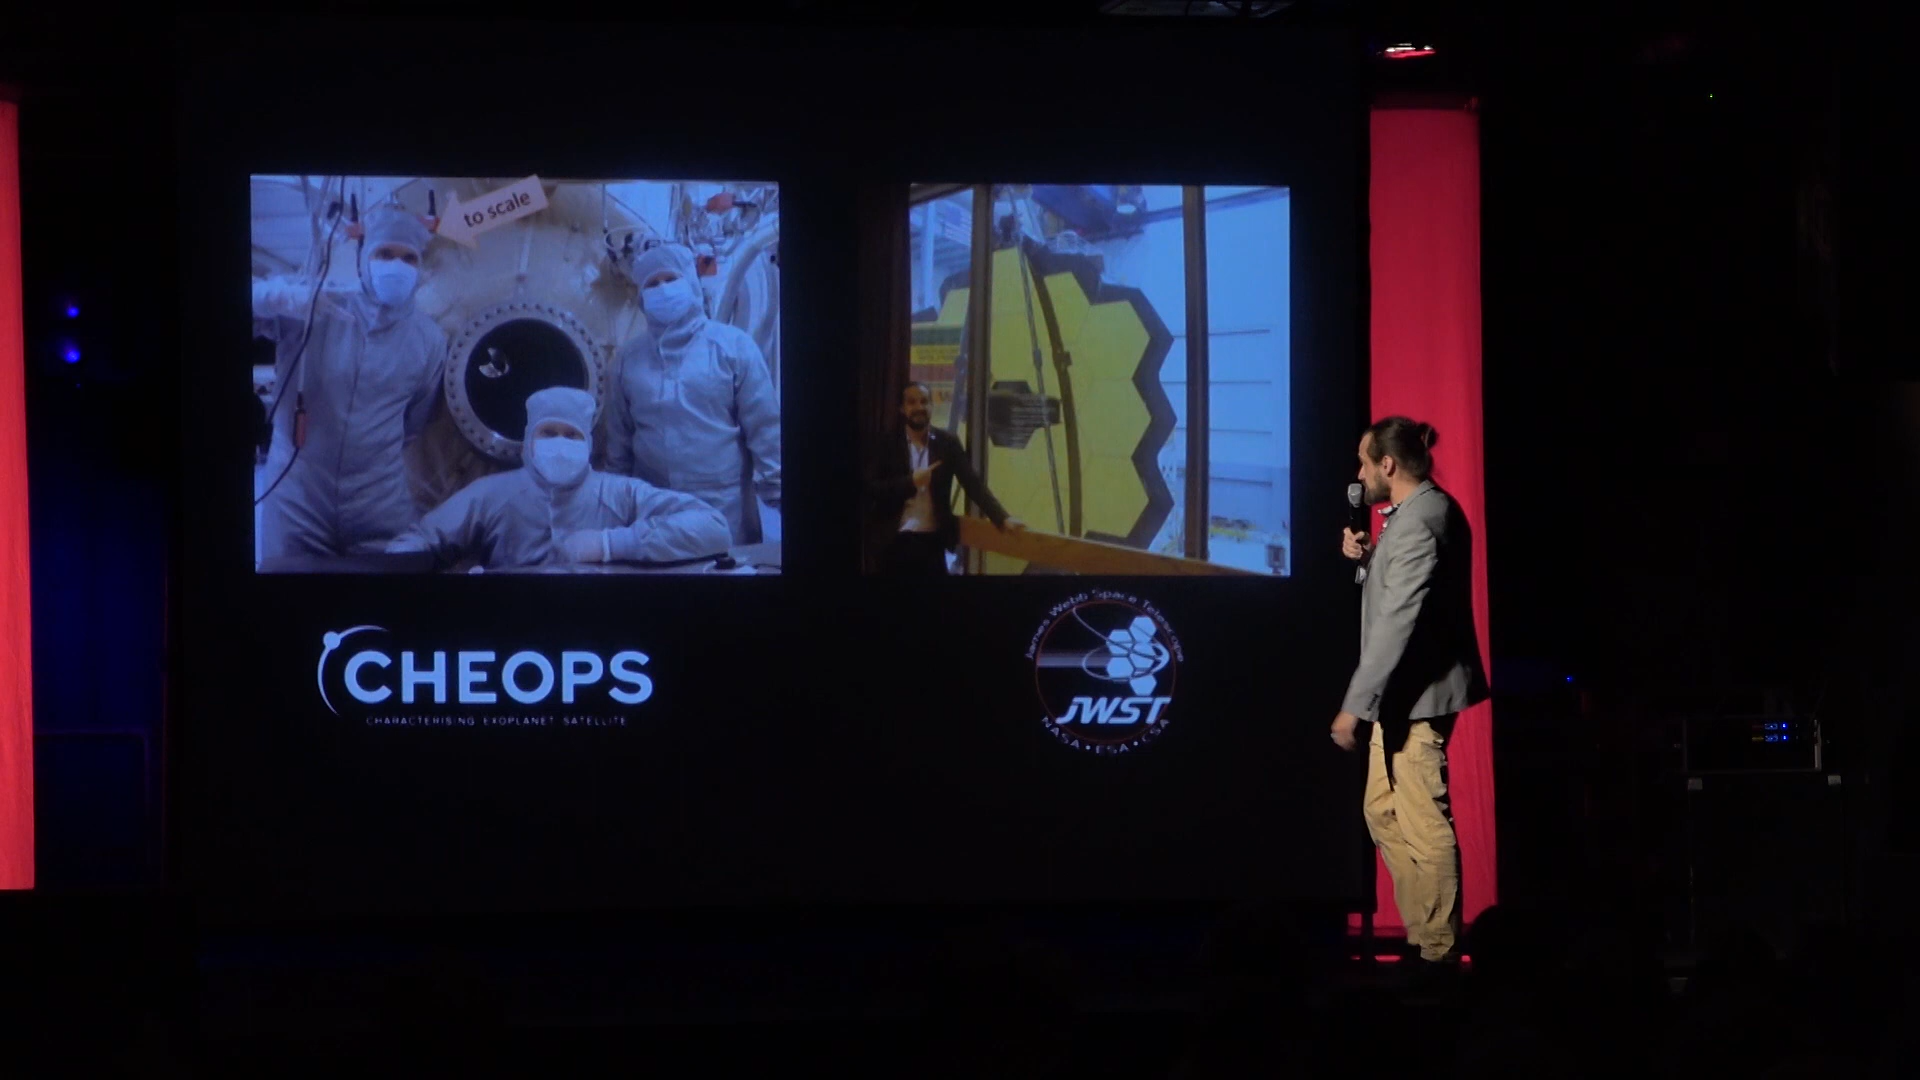 to scale
CHEOPS
CHARACTERISING EXOPLANET SATELLITE
James Webb Space Telescope
JWST
NASA • ESA • CSA